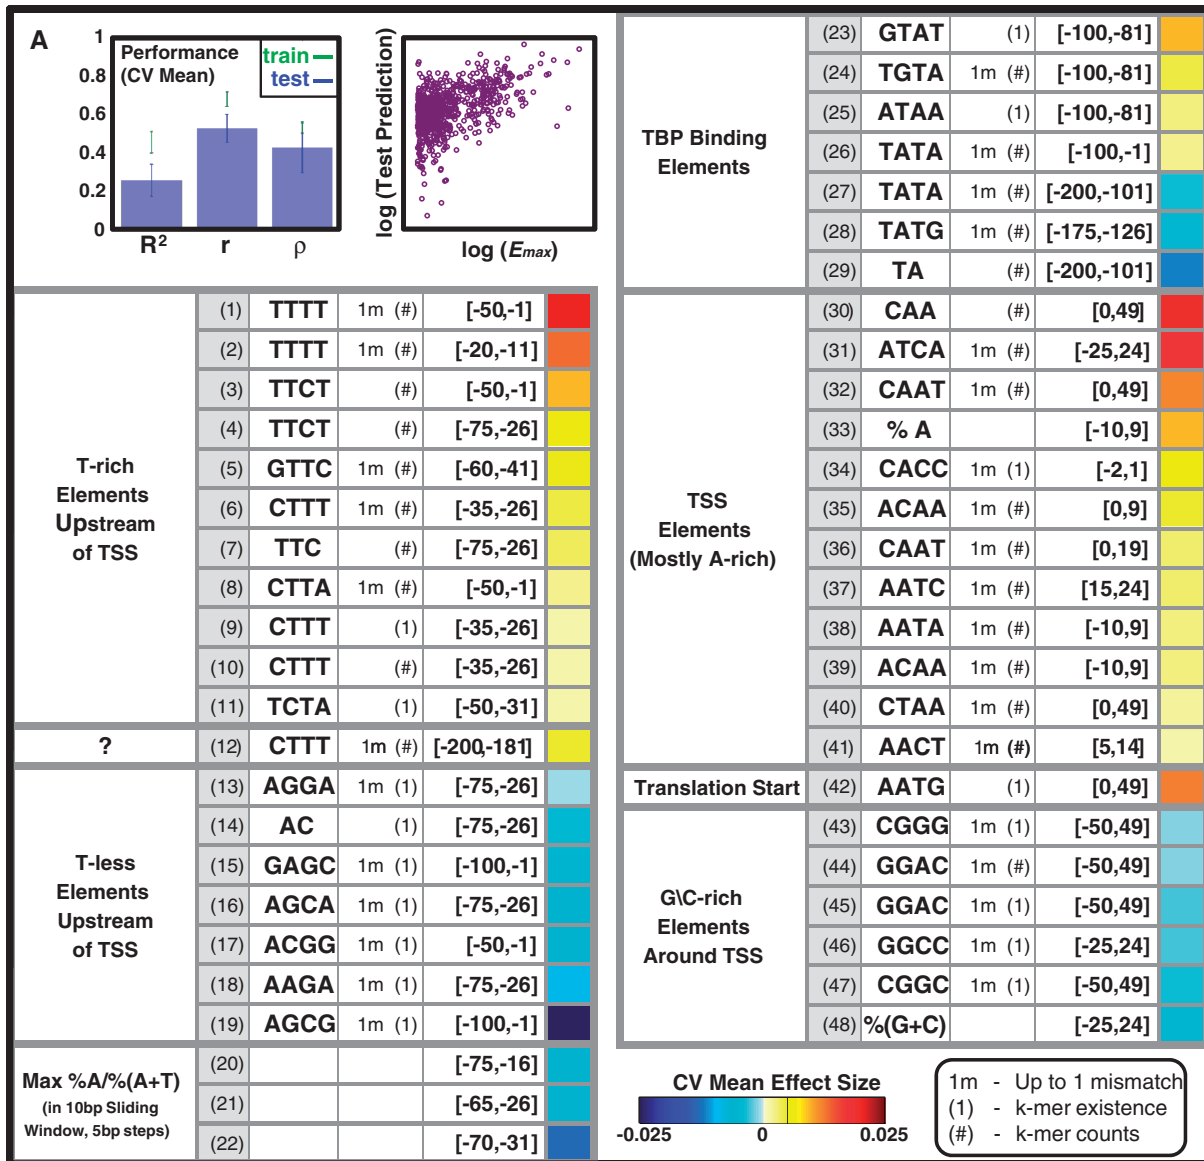 A
1
0.8
0.6
0.4
0.2
0
Performance
(CV Mean)
train
test
R²
r
ρ
log (Test Prediction)
log (Emax)
T-rich
Elements
Upstream
of TSS
(1) TTTT 1m (#) [-50,-1]
(2) TTTT 1m (#) [-20,-11]
(3) TTCT (#) [-50,-1]
(4) TTCT (#) [-75,-26]
(5) GTTC 1m (#) [-60,-41]
(6) CTTT 1m (#) [-35,-26]
(7) TTC (#) [-75,-26]
(8) CTTA 1m (#) [-50,-1]
(9) CTTT (1) [-35,-26]
(10) CTTT (#) [-35,-26]
(11) TCTA (1) [-50,-31]
?
(12) CTTT 1m (#) [-200,-181]
T-less
Elements
Upstream
of TSS
(13) AGGA 1m (1) [-75,-26]
(14) AC (1) [-75,-26]
(15) GAGC 1m (1) [-100,-1]
(16) AGCA 1m (1) [-75,-26]
(17) ACGG 1m (1) [-50,-1]
(18) AAGA 1m (1) [-75,-26]
(19) AGCG 1m (1) [-100,-1]
Max %A/%(A+T)
(in 10bp Sliding
Window, 5bp steps)
(20) [-75,-16]
(21) [-65,-26]
(22) [-70,-31]
TBP Binding
Elements
(23) GTAT (1) [-100,-81]
(24) TGTA 1m (#) [-100,-81]
(25) ATAA (1) [-100,-81]
(26) TATA 1m (#) [-100,-1]
(27) TATA 1m (#) [-200,-101]
(28) TATG 1m (#) [-175,-126]
(29) TA (#) [-200,-101]
TSS
Elements
(Mostly A-rich)
(30) CAA (#) [0,49]
(31) ATCA 1m (#) [-25,24]
(32) CAAT 1m (#) [0,49]
(33) % A [-10,9]
(34) CACC 1m (1) [-2,1]
(35) ACAA 1m (#) [0,9]
(36) CAAT 1m (#) [0,19]
(37) AATC 1m (#) [15,24]
(38) AATA 1m (#) [-10,9]
(39) ACAA 1m (#) [-10,9]
(40) CTAA 1m (#) [0,49]
(41) AACT 1m (#) [5,14]
Translation Start
(42) AATG (1) [0,49]
G\C-rich
Elements
Around TSS
(43) CGGG 1m (1) [-50,49]
(44) GGAC 1m (#) [-50,49]
(45) GGAC 1m (1) [-50,49]
(46) GGCC 1m (1) [-25,24]
(47) CGGC 1m (1) [-50,49]
(48) %(G+C) [-25,24]
CV Mean Effect Size
-0.025 0 0.025
1m - Up to 1 mismatch
(1) - k-mer existence
(#) - k-mer counts